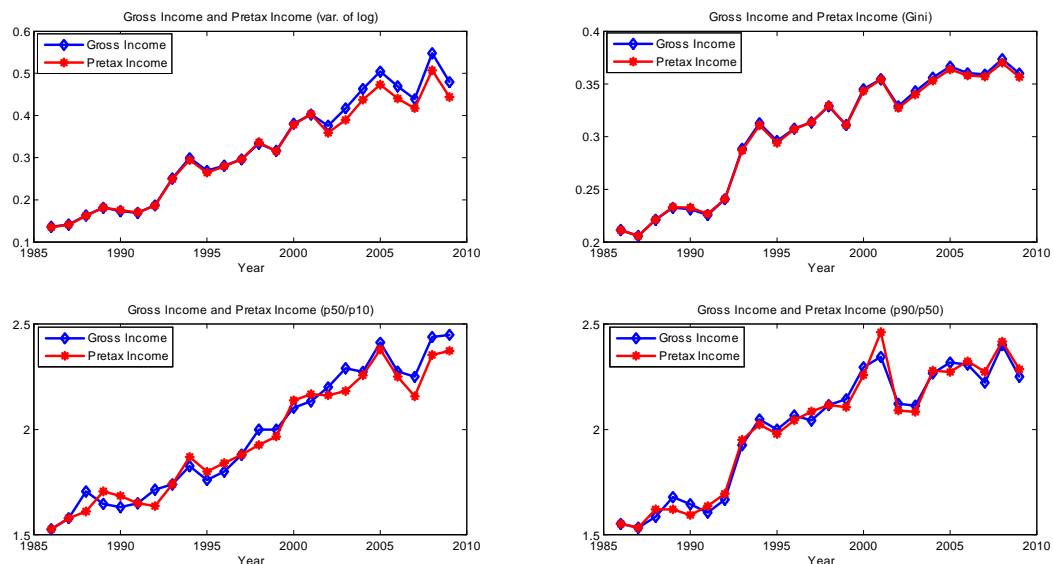 Gross Income and Pretax Income (var. of log)
0.6
0.5
0.4
0.3
0.2
0.1
Gross Income
Pretax Income
1985 1990 1995 2000 2005 2010
Year
Gross Income and Pretax Income (Gini)
0.4
0.35
0.3
0.25
0.2
Gross Income
Pretax Income
1985 1990 1995 2000 2005 2010
Year
Gross Income and Pretax Income (p50/p10)
2.5
2
1.5
Gross Income
Pretax Income
1985 1990 1995 2000 2005 2010
Year
Gross Income and Pretax Income (p90/p50)
2.5
2
1.5
Gross Income
Pretax Income
1985 1990 1995 2000 2005 2010
Year